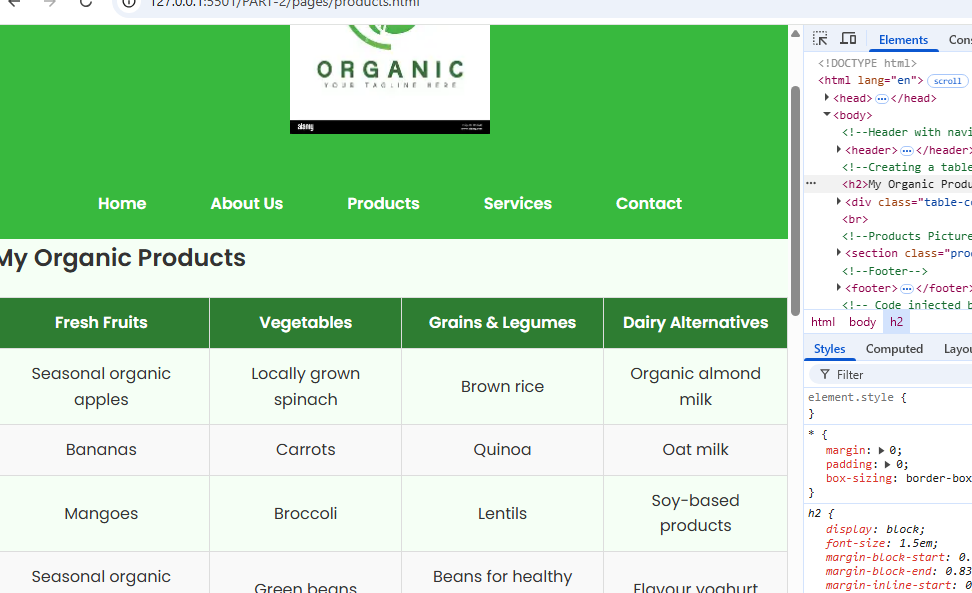 127.0.0.1:5501/PART-2/pages/products.html
ORGANIC
YOUR TAGLINE HERE
alamy
Home About Us Products Services Contact
My Organic Products
Fresh Fruits Vegetables Grains & Legumes Dairy Alternatives
Seasonal organic apples Locally grown spinach Brown rice Organic almond milk
Bananas Carrots Quinoa Oat milk
Mangoes Broccoli Lentils Soy-based products
Seasonal organic Green beans Beans for healthy Flavour yoghurt
Elements Cons
<!DOCTYPE html>
<html lang="en"> scroll
<head> ••• </head>
<body>
<!--Header with navi
<header> ••• </header>
<!--Creating a table
••• <h2>My Organic Produ
<div class="table-co
<br>
<!--Products Picture
<section class="pro
<!--Footer-->
<footer> ••• </footer>
<!-- Code injected b
html body h2
Styles Computed Layou
Filter
element.style {
}
* {
margin: 0;
padding: 0;
box-sizing: border-box
}
h2 {
display: block;
font-size: 1.5em;
margin-block-start: 0.
margin-block-end: 0.83
margin-inline-start: 0